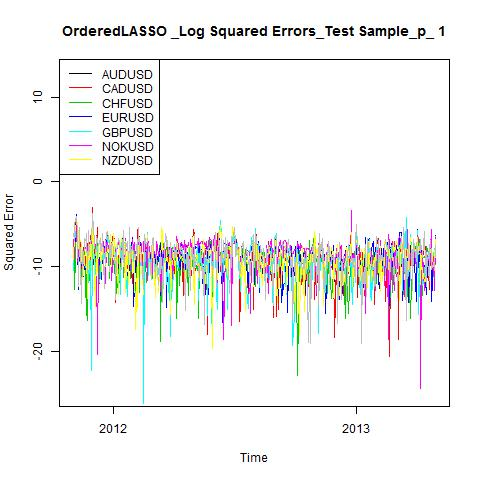 OrderedLASSO _Log Squared Errors_Test Sample_p_ 1
AUDUSD
CADUSD
CHFUSD
EURUSD
GBPUSD
NOKUSD
NZDUSD
10
0
-10
-20
Squared Error
2012
2013
Time